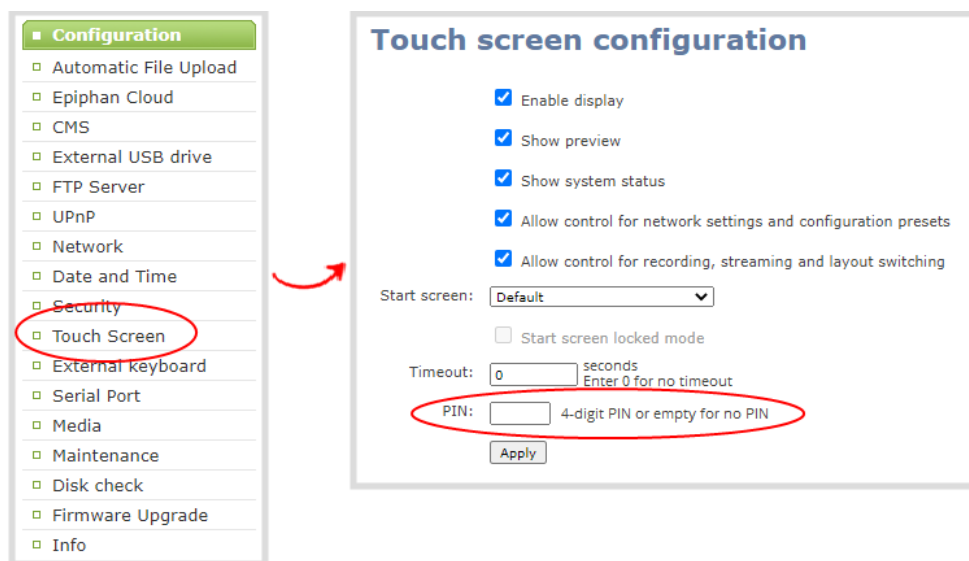 Configuration
Automatic File Upload
Epiphan Cloud
CMS
External USB drive
FTP Server
UPnP
Network
Date and Time
Security
Touch Screen
External keyboard
Serial Port
Media
Maintenance
Disk check
Firmware Upgrade
Info
Touch screen configuration
Enable display
Show preview
Show system status
Allow control for network settings and configuration presets
Allow control for recording, streaming and layout switching
Start screen: Default
Start screen locked mode
Timeout: 0 seconds
Enter 0 for no timeout
PIN: 4-digit PIN or empty for no PIN
Apply